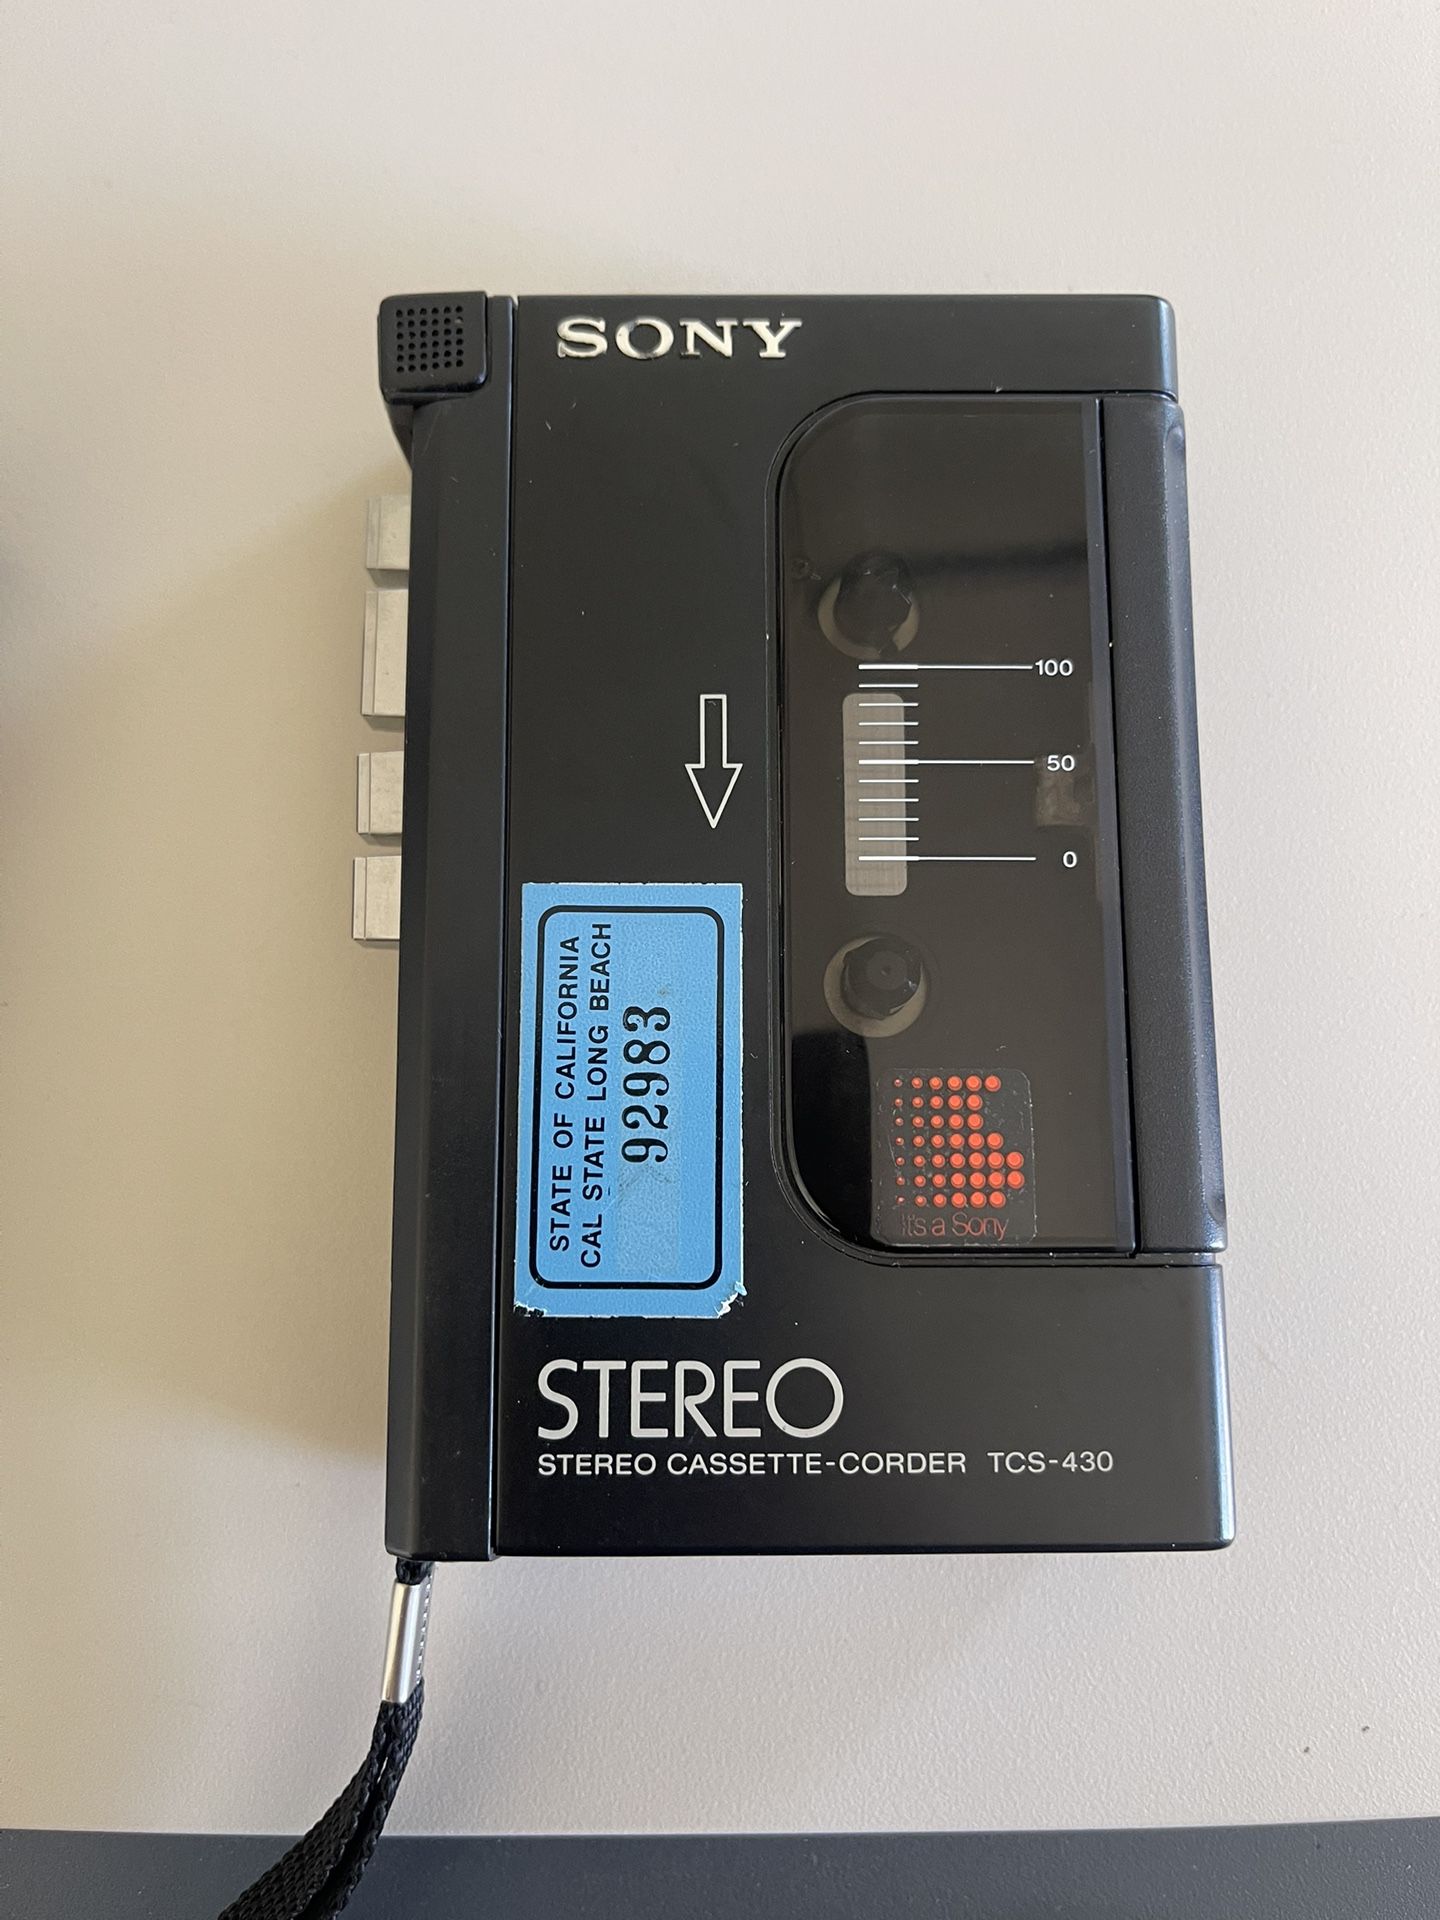 SONY
100
50
0
STATE OF CALIFORNIA
CAL STATE LONG BEACH
92983
It's a Sony
STEREO
STEREO CASSETTE-CORDER TCS-430